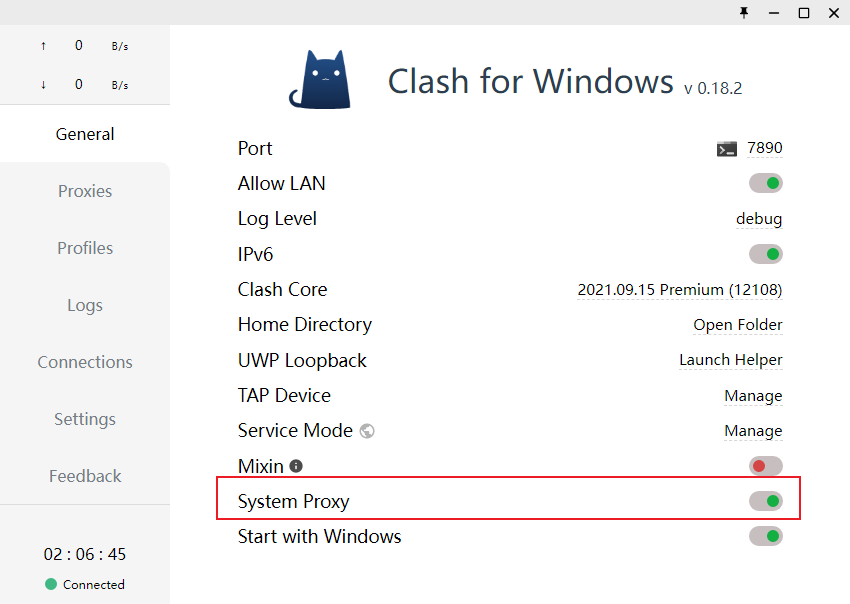 ↑ 0 B/s
↓ 0 B/s
General
Proxies
Profiles
Logs
Connections
Settings
Feedback
02 : 06 : 45
Connected
Clash for Windows v 0.18.2
Port 7890
Allow LAN
Log Level debug
IPv6
Clash Core 2021.09.15 Premium (12108)
Home Directory Open Folder
UWP Loopback Launch Helper
TAP Device Manage
Service Mode Manage
Mixin
System Proxy
Start with Windows